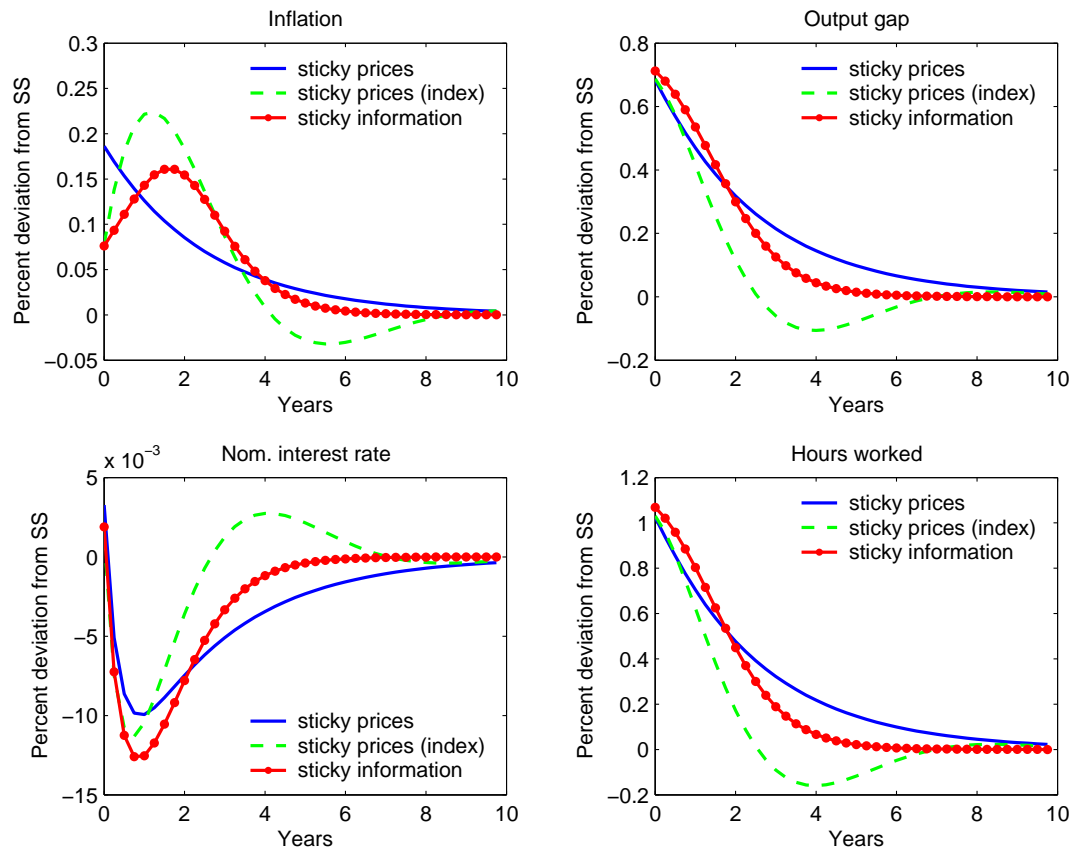 Inflation
Percent deviation from SS
0.3
0.25
0.2
0.15
0.1
0.05
0
−0.05
sticky prices
sticky prices (index)
sticky information
0 2 4 6 8 10
Years
Output gap
Percent deviation from SS
0.8
0.6
0.4
0.2
0
−0.2
sticky prices
sticky prices (index)
sticky information
0 2 4 6 8 10
Years
x 10−3
Nom. interest rate
Percent deviation from SS
5
0
−5
−10
−15
sticky prices
sticky prices (index)
sticky information
0 2 4 6 8 10
Years
Hours worked
Percent deviation from SS
1.2
1
0.8
0.6
0.4
0.2
0
−0.2
sticky prices
sticky prices (index)
sticky information
0 2 4 6 8 10
Years